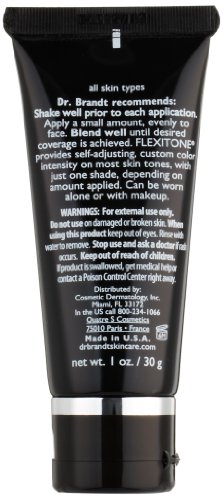 all skin types
Dr. Brandt recommends:
Shake well prior to each application.
Apply a small amount, evenly to
face. Blend well until desired
coverage is achieved. FLEXITONE®
provides self-adjusting, custom color
intensity on most skin tones, with
just one shade, depending on
amount applied. Can be worn
alone or with makeup.
WARNINGS: For external use only.
Do not use on damaged or broken skin. When
using this product keep out of eyes. Rinse with
water to remove. Stop use and ask a doctor if rash
occurs. Keep out of reach of children.
If product is swallowed, get medical help or
contact a Poison Control Center right away.
Distributed by:
Cosmetic Dermatology, Inc.
Miami, FL 33172
In the US call 800-234-1066
Quatre S Cosmetics
75010 Paris • France
Made in U.S.A.
drbrandtskincare.com
net wt. 1 oz. / 30 g